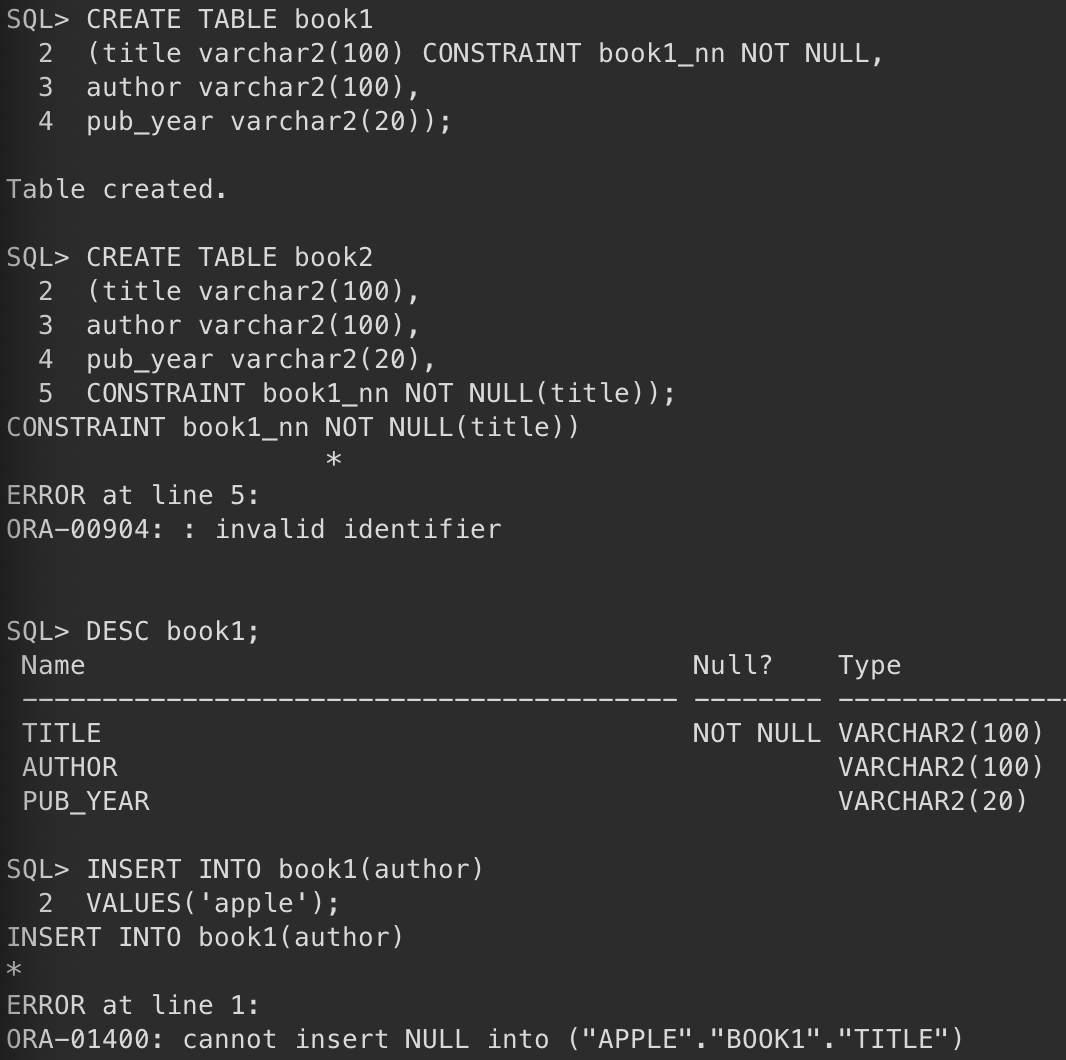 SQL> CREATE TABLE book1
  2  (title varchar2(100) CONSTRAINT book1_nn NOT NULL,
  3  author varchar2(100),
  4  pub_year varchar2(20));
Table created.
SQL> CREATE TABLE book2
  2  (title varchar2(100),
  3  author varchar2(100),
  4  pub_year varchar2(20),
  5  CONSTRAINT book1_nn NOT NULL(title));
CONSTRAINT book1_nn NOT NULL(title))
                    *
ERROR at line 5:
ORA-00904: : invalid identifier
SQL> DESC book1;
 Name                                      Null?    Type
 ----------------------------------------- -------- --------------
 TITLE                                     NOT NULL VARCHAR2(100)
 AUTHOR                                             VARCHAR2(100)
 PUB_YEAR                                           VARCHAR2(20)
SQL> INSERT INTO book1(author)
  2  VALUES('apple');
INSERT INTO book1(author)
*
ERROR at line 1:
ORA-01400: cannot insert NULL into ("APPLE"."BOOK1"."TITLE")